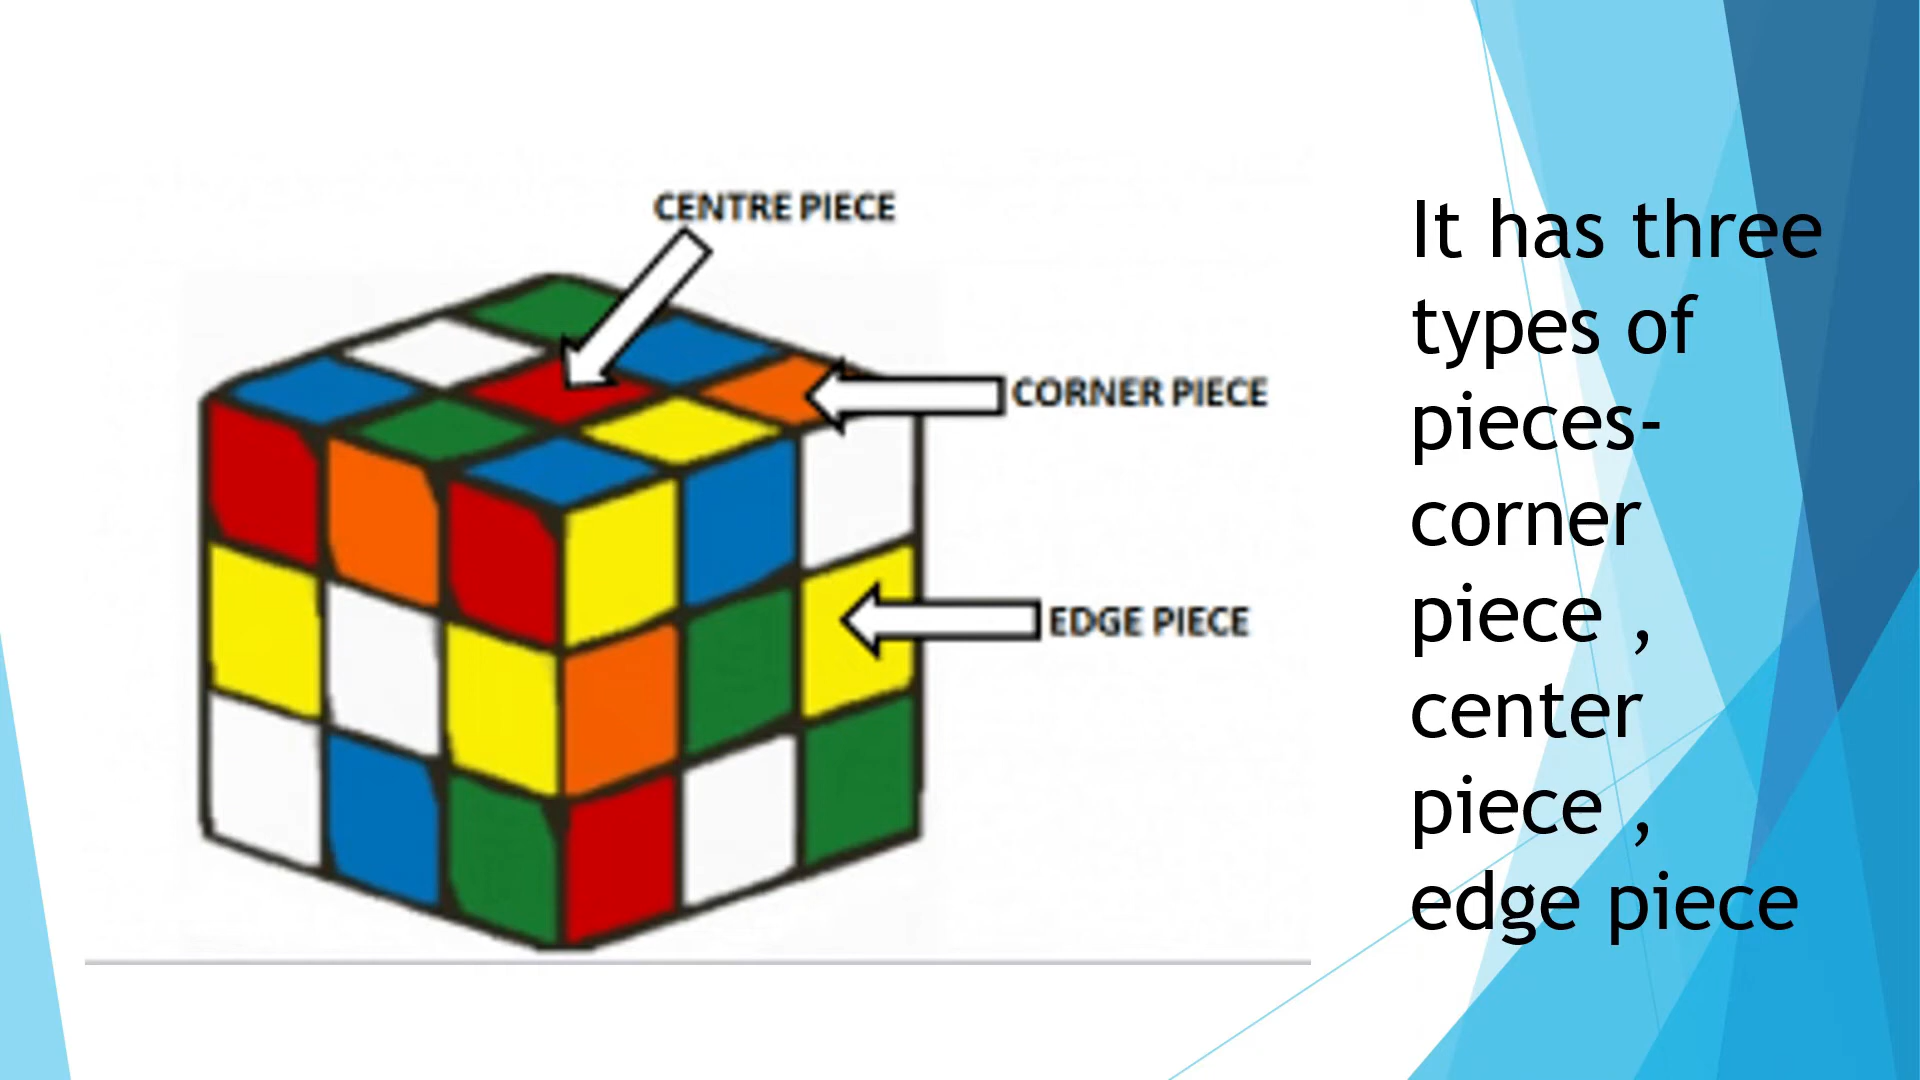 CENTRE PIECE
CORNER PIECE
EDGE PIECE
It has three
types of
pieces-
corner
piece ,
center
piece ,
edge piece